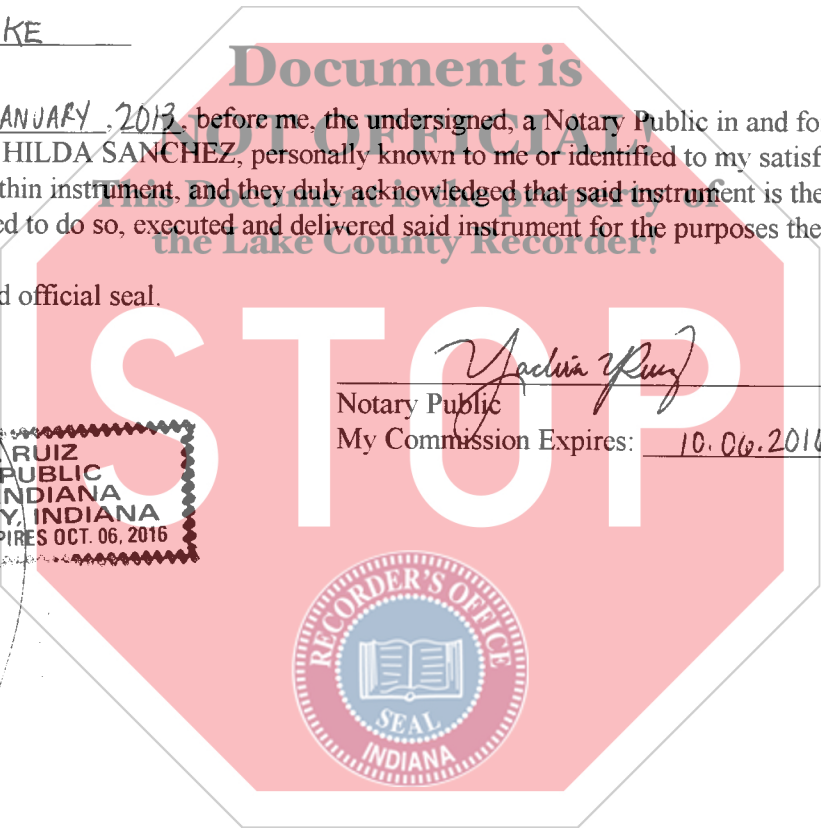 KE
Document is
ANUARY, 2013, before me, the undersigned, a Notary Public in and fo
NOT OFFICIAL!
HILDA SANCHEZ, personally known to me or identified to my satisf
This Document is the property of
thin instrument, and they duly acknowledged that said instrument is the
ed to do so, executed and delivered said instrument for the purposes the
the Lake County Recorder!
d official seal.
STOP
Notary Public
My Commission Expires: 10.06.2016
RUIZ
PUBLIC
NDIANA
Y, INDIANA
PIRES OCT. 06, 2016
RECORDER'S OFFICE
SEAL
INDIANA